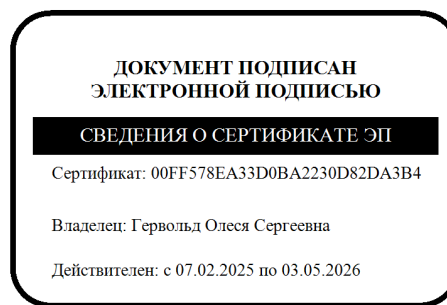 ДОКУМЕНТ ПОДПИСАН
ЭЛЕКТРОННОЙ ПОДПИСЬЮ
СВЕДЕНИЯ О СЕРТИФИКАТЕ ЭП
Сертификат: 00FF578EA33D0BA2230D82DA3B4
Владелец: Гервольд Олеся Сергеевна
Действителен: с 07.02.2025 по 03.05.2026